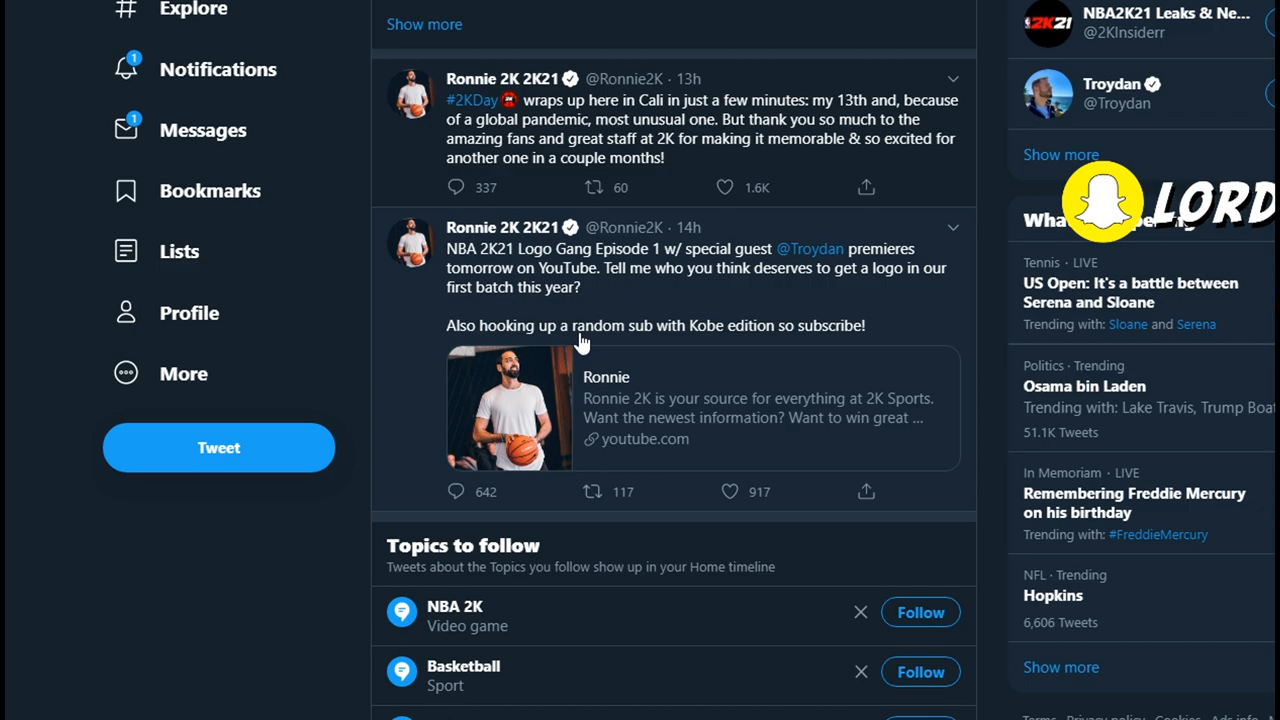 Explore
1
Notifications
1
Messages
Bookmarks
Lists
Profile
More
Tweet
Show more
Ronnie 2K 2K21 @Ronnie2K · 13h
#2KDay wraps up here in Cali in just a few minutes: my 13th and, because
of a global pandemic, most unusual one. But thank you so much to the
amazing fans and great staff at 2K for making it memorable & so excited for
another one in a couple months!
337 60 1.6K
Ronnie 2K 2K21 @Ronnie2K · 14h
NBA 2K21 Logo Gang Episode 1 w/ special guest @Troydan premieres
tomorrow on YouTube. Tell me who you think deserves to get a logo in our
first batch this year?
Also hooking up a random sub with Kobe edition so subscribe!
Ronnie
Ronnie 2K is your source for everything at 2K Sports.
Want the newest information? Want to win great ...
youtube.com
642 117 917
Topics to follow
Tweets about the Topics you follow show up in your Home timeline
NBA 2K
Video game
Follow
Basketball
Sport
Follow
2K21
NBA2K21 Leaks & Ne...
@2KInsiderr
Troydan
@Troydan
Show more
LORD
Tennis · LIVE
US Open: It's a battle between
Serena and Sloane
Trending with: Sloane and Serena
Politics · Trending
Osama bin Laden
Trending with: Lake Travis, Trump Boat
51.1K Tweets
In Memoriam · LIVE
Remembering Freddie Mercury
on his birthday
Trending with: #FreddieMercury
NFL · Trending
Hopkins
6,606 Tweets
Show more